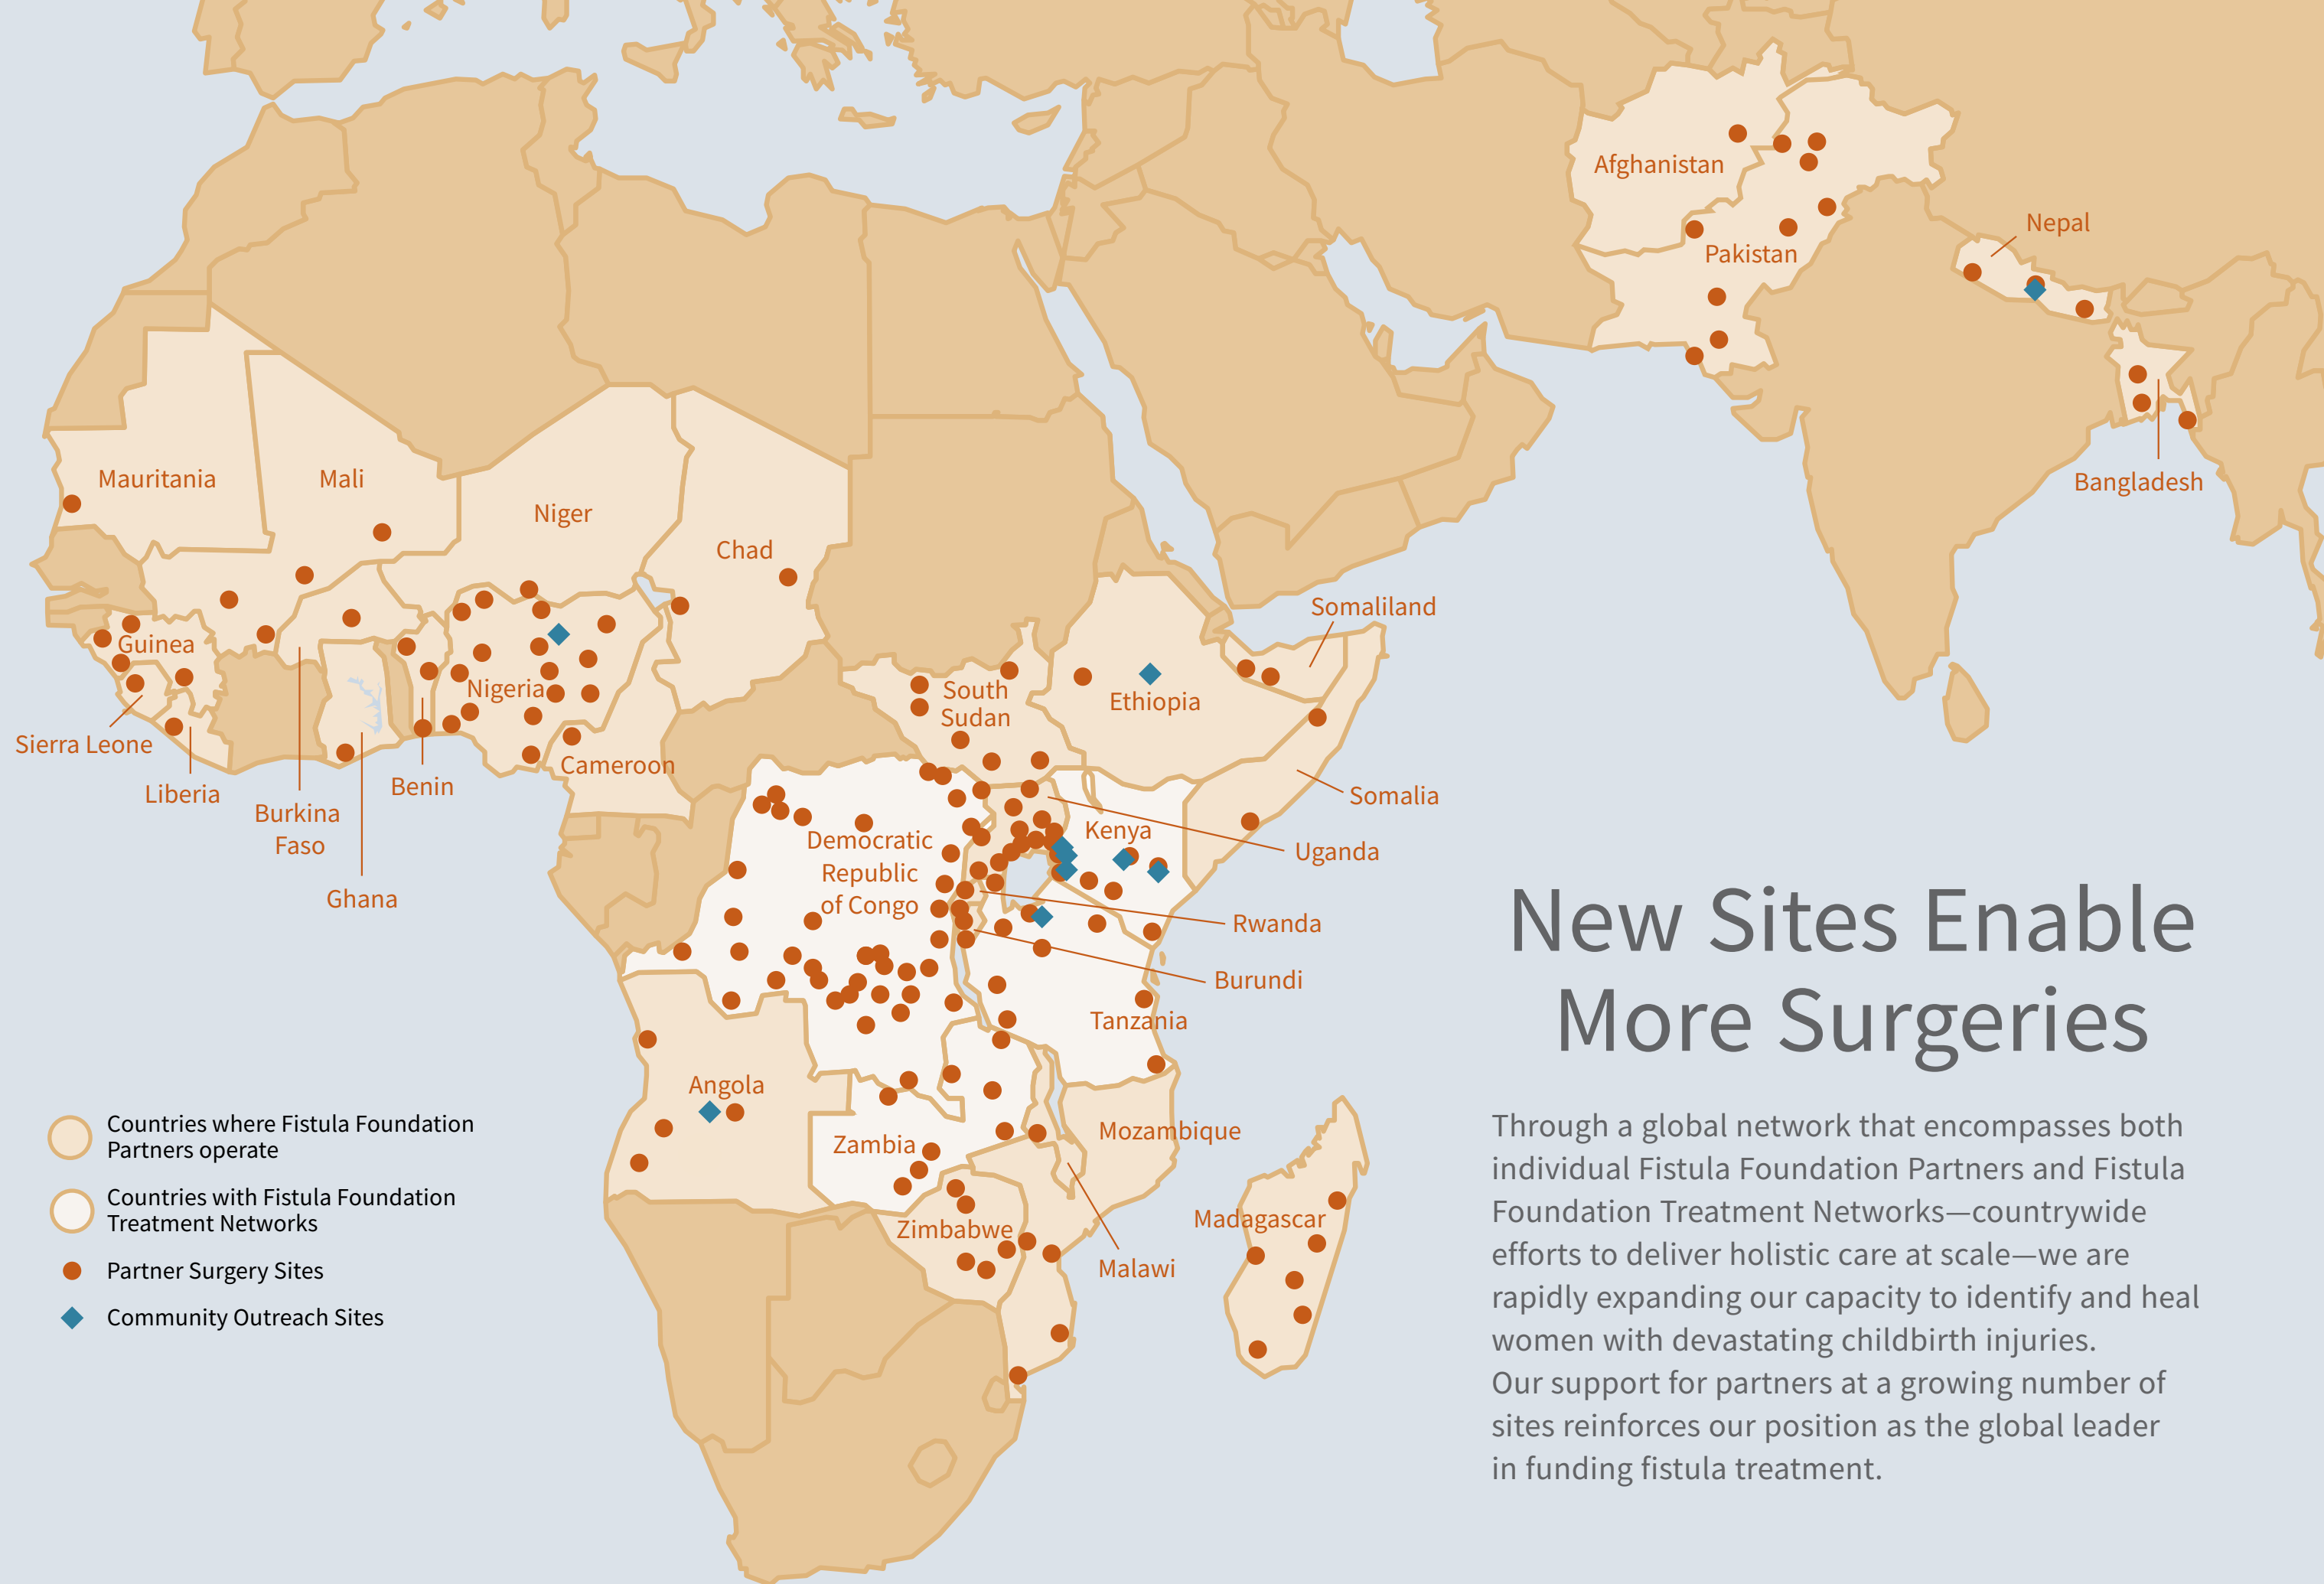 Afghanistan
Nepal
Pakistan
Bangladesh
Mauritania
Mali
Niger
Chad
Somaliland
Guinea
Nigeria
South
Sudan
Ethiopia
Sierra Leone
Liberia
Burkina
Faso
Ghana
Benin
Cameroon
Somalia
Democratic
Republic
of Congo
Kenya
Uganda
Rwanda
Burundi
Tanzania
Angola
Zambia
Mozambique
Zimbabwe
Malawi
Madagascar
Countries where Fistula Foundation
Partners operate
Countries with Fistula Foundation
Treatment Networks
Partner Surgery Sites
Community Outreach Sites
New Sites Enable
More Surgeries
Through a global network that encompasses both
individual Fistula Foundation Partners and Fistula
Foundation Treatment Networks—countrywide
efforts to deliver holistic care at scale—we are
rapidly expanding our capacity to identify and heal
women with devastating childbirth injuries.
Our support for partners at a growing number of
sites reinforces our position as the global leader
in funding fistula treatment.